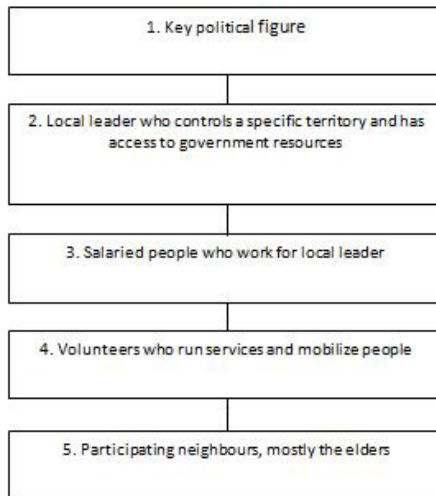 1. Key political figure
2. Local leader who controls a specific territory and has
access to government resources
3. Salaried people who work for local leader
4. Volunteers who run services and mobilize people
5. Participating neighbours, mostly the elders